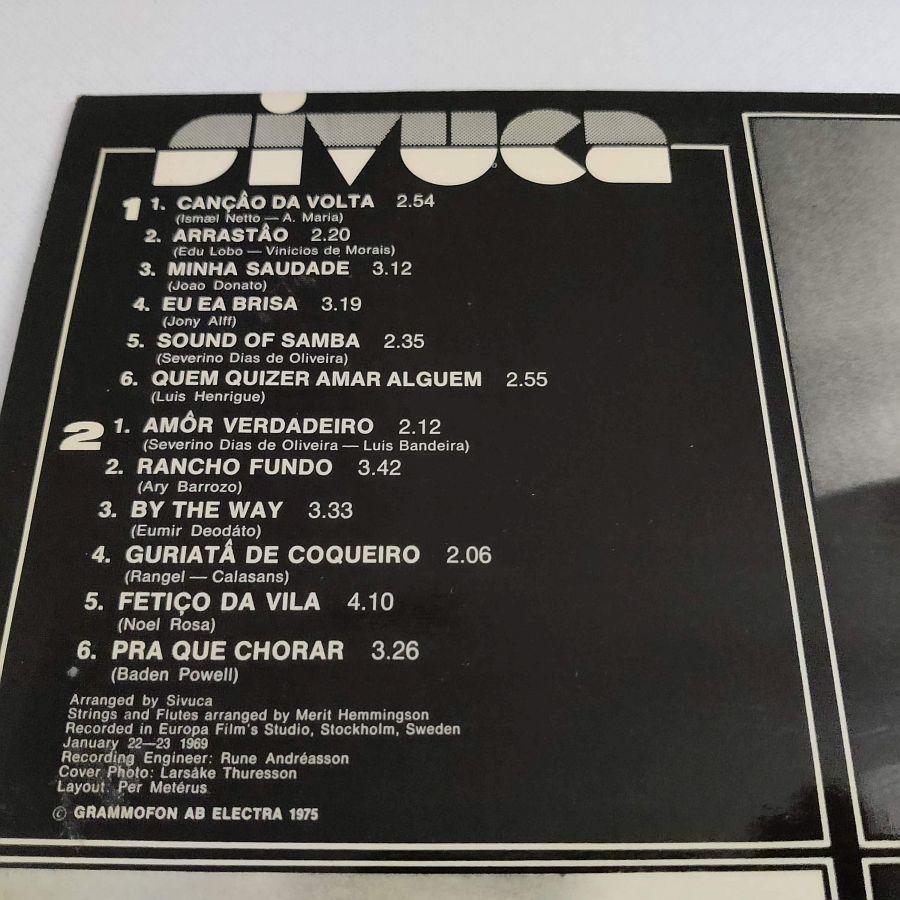 sivuca
1 1. CANÇÂO DA VOLTA 2.54
(Ismæl Netto — A. Maria)
2. ARRASTÂO 2.20
(Edu Lobo — Vinicios de Morais)
3. MINHA SAUDADE 3.12
(Joao Donato)
4. EU EA BRISA 3.19
(Jony Alff)
5. SOUND OF SAMBA 2.35
(Severino Dias de Oliveira)
6. QUEM QUIZER AMAR ALGUEM 2.55
(Luis Henrigue)
2 1. AMÔR VERDADEIRO 2.12
(Severino Dias de Oliveira — Luis Bandeira)
2. RANCHO FUNDO 3.42
(Ary Barrozo)
3. BY THE WAY 3.33
(Eumir Deodáto)
4. GURIATÂ DE COQUEIRO 2.06
(Rangel — Calasans)
5. FETIÇO DA VILA 4.10
(Noel Rosa)
6. PRA QUE CHORAR 3.26
(Baden Powell)
Arranged by Sivuca
Strings and Flutes arranged by Merit Hemmingson
Recorded in Europa Film's Studio, Stockholm, Sweden
January 22—23 1969
Recording Engineer: Rune Andréasson
Cover Photo: Larsåke Thuresson
Layout: Per Metérus
© GRAMMOFON AB ELECTRA 1975